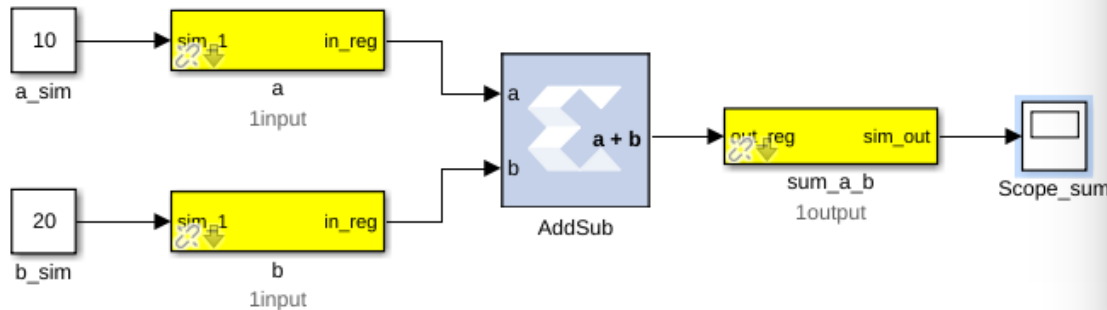 10
a_sim
sim_1
in_reg
a
1input
20
b_sim
sim_1
in_reg
b
1input
a
b
a + b
AddSub
out_reg
sim_out
sum_a_b
1output
Scope_sum